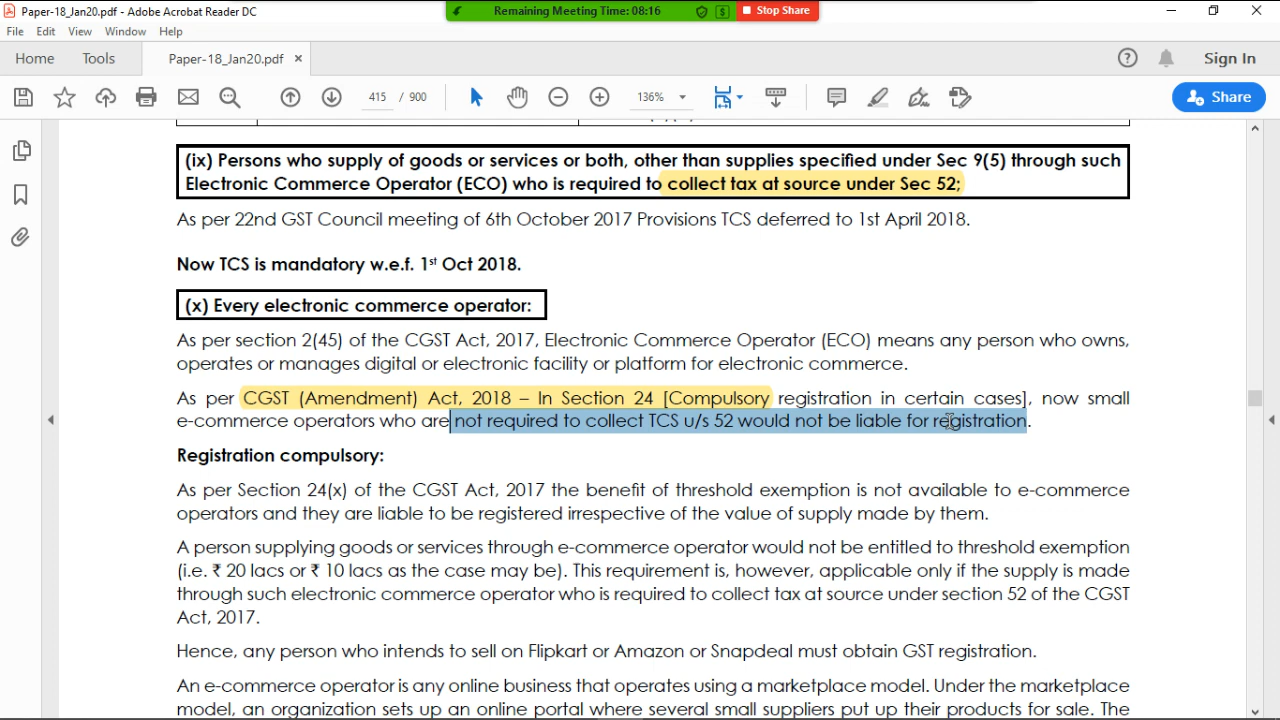 Paper-18_Jan20.pdf - Adobe Acrobat Reader DC
Remaining Meeting Time: 08:16
Stop Share
File Edit View Window Help
Home Tools Paper-18_Jan20.pdf × Sign In
415 / 900 136% Share
(ix) Persons who supply of goods or services or both, other than supplies specified under Sec 9(5) through such
Electronic Commerce Operator (ECO) who is required to collect tax at source under Sec 52;
As per 22nd GST Council meeting of 6th October 2017 Provisions TCS deferred to 1st April 2018.
Now TCS is mandatory w.e.f. 1st Oct 2018.
(x) Every electronic commerce operator:
As per section 2(45) of the CGST Act, 2017, Electronic Commerce Operator (ECO) means any person who owns,
operates or manages digital or electronic facility or platform for electronic commerce.
As per CGST (Amendment) Act, 2018 – In Section 24 [Compulsory registration in certain cases], now small
e-commerce operators who are not required to collect TCS u/s 52 would not be liable for registration.
Registration compulsory:
As per Section 24(x) of the CGST Act, 2017 the benefit of threshold exemption is not available to e-commerce
operators and they are liable to be registered irrespective of the value of supply made by them.
A person supplying goods or services through e-commerce operator would not be entitled to threshold exemption
(i.e. ₹ 20 lacs or ₹ 10 lacs as the case may be). This requirement is, however, applicable only if the supply is made
through such electronic commerce operator who is required to collect tax at source under section 52 of the CGST
Act, 2017.
Hence, any person who intends to sell on Flipkart or Amazon or Snapdeal must obtain GST registration.
An e-commerce operator is any online business that operates using a marketplace model. Under the marketplace
model, an organization sets up an online portal where several small suppliers put up their products for sale. The